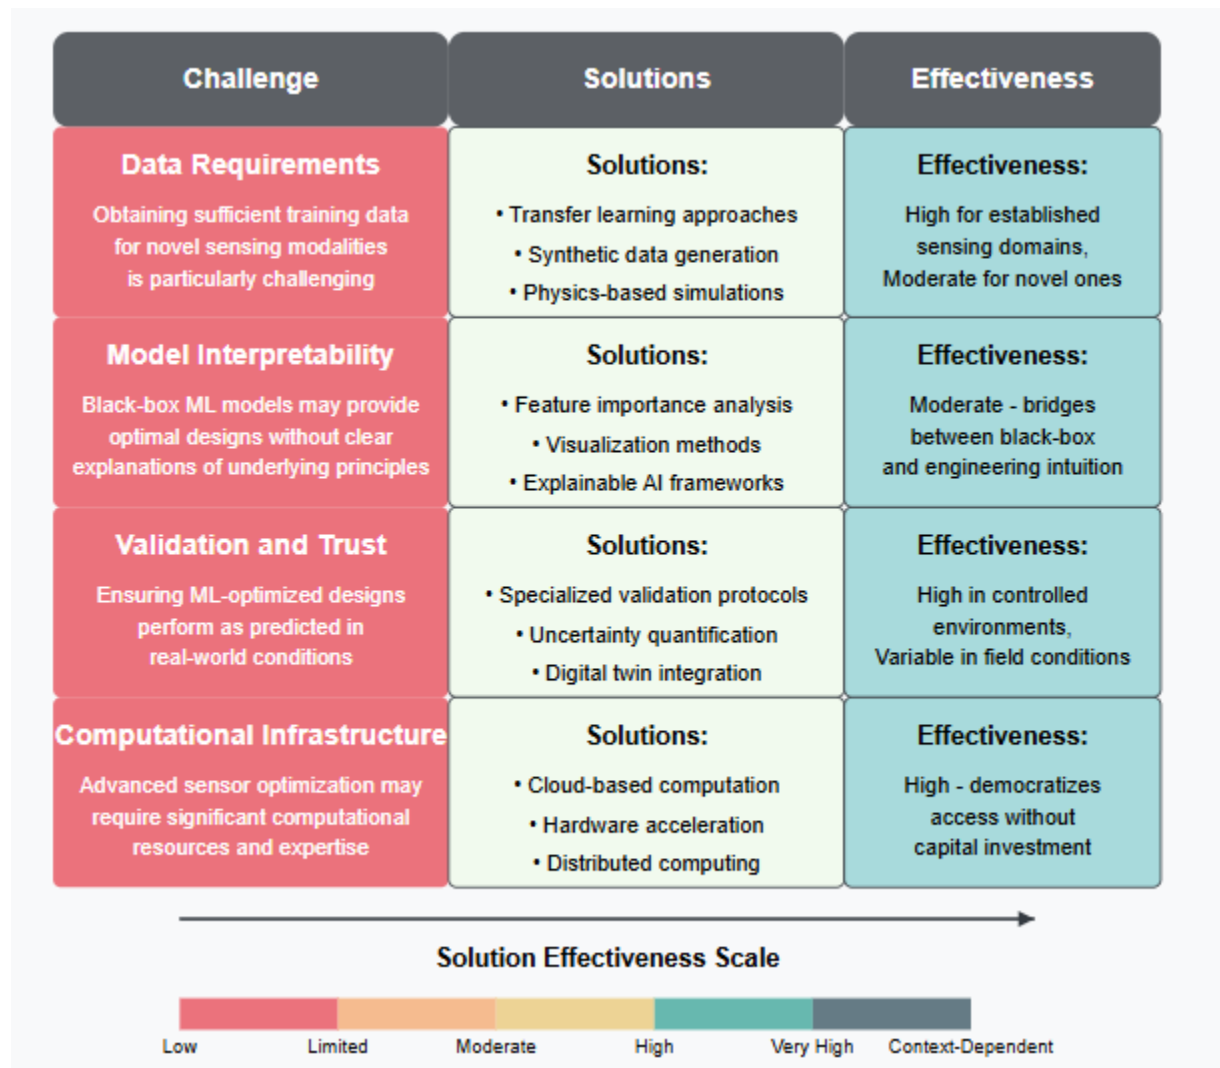 Challenge
Solutions
Effectiveness
Data Requirements
Obtaining sufficient training data
for novel sensing modalities
is particularly challenging
Solutions:
• Transfer learning approaches
• Synthetic data generation
• Physics-based simulations
Effectiveness:
High for established
sensing domains,
Moderate for novel ones
Model Interpretability
Black-box ML models may provide
optimal designs without clear
explanations of underlying principles
Solutions:
• Feature importance analysis
• Visualization methods
• Explainable AI frameworks
Effectiveness:
Moderate - bridges
between black-box
and engineering intuition
Validation and Trust
Ensuring ML-optimized designs
perform as predicted in
real-world conditions
Solutions:
• Specialized validation protocols
• Uncertainty quantification
• Digital twin integration
Effectiveness:
High in controlled
environments,
Variable in field conditions
Computational Infrastructure
Advanced sensor optimization may
require significant computational
resources and expertise
Solutions:
• Cloud-based computation
• Hardware acceleration
• Distributed computing
Effectiveness:
High - democratizes
access without
capital investment
Solution Effectiveness Scale
Low
Limited
Moderate
High
Very High
Context-Dependent